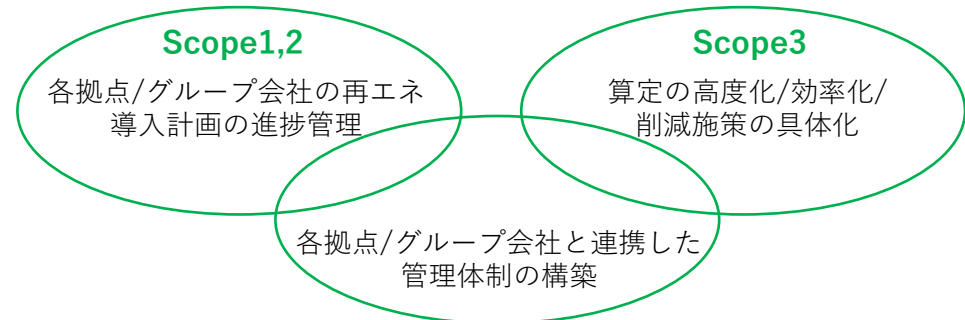 Scope1,2
各拠点/グループ会社の再エネ
導入計画の進捗管理
Scope3
算定の高度化/効率化/
削減施策の具体化
各拠点/グループ会社と連携した
管理体制の構築